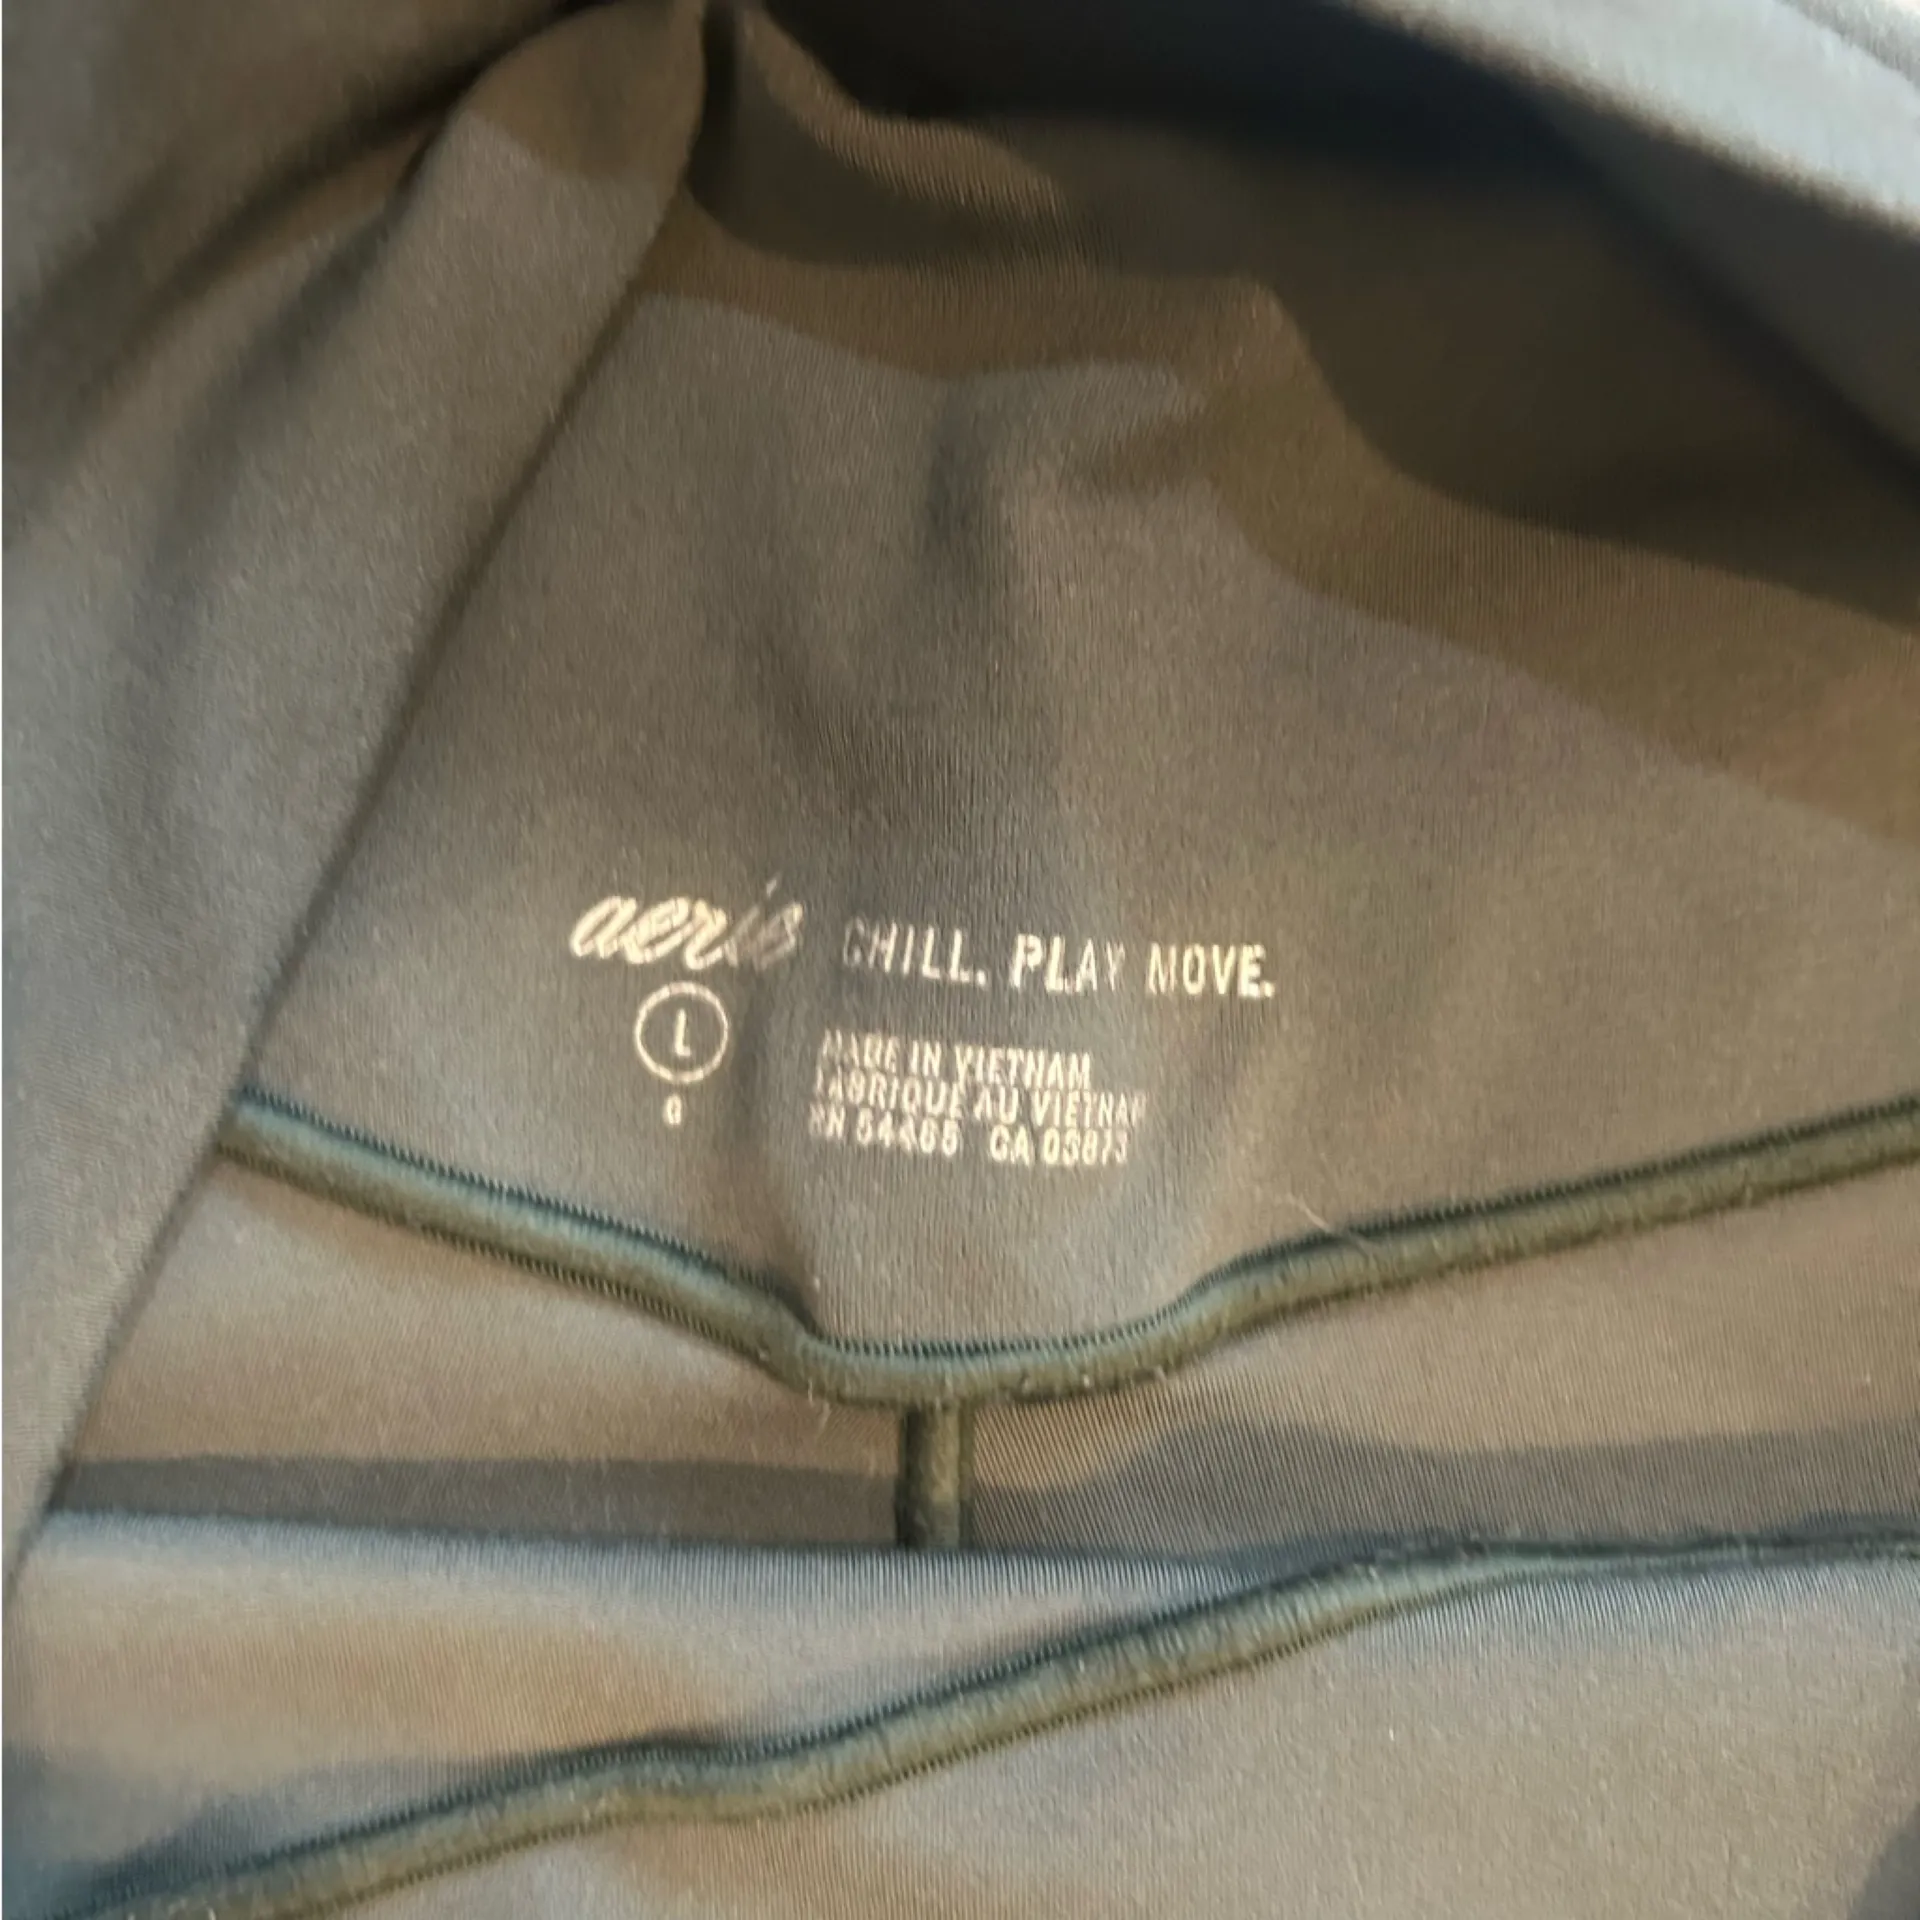 aerie CHILL. PLAY MOVE.
L
G
MADE IN VIETNAM
FABRIQUE AU VIETNAM
RN 54485 CA 03873